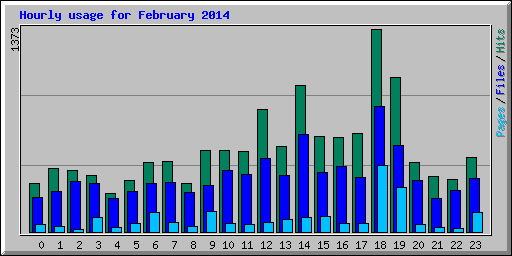 Hourly usage for February 2014
1373
Pages / Files / Hits
0 1 2 3 4 5 6 7 8 9 10 11 12 13 14 15 16 17 18 19 20 21 22 23